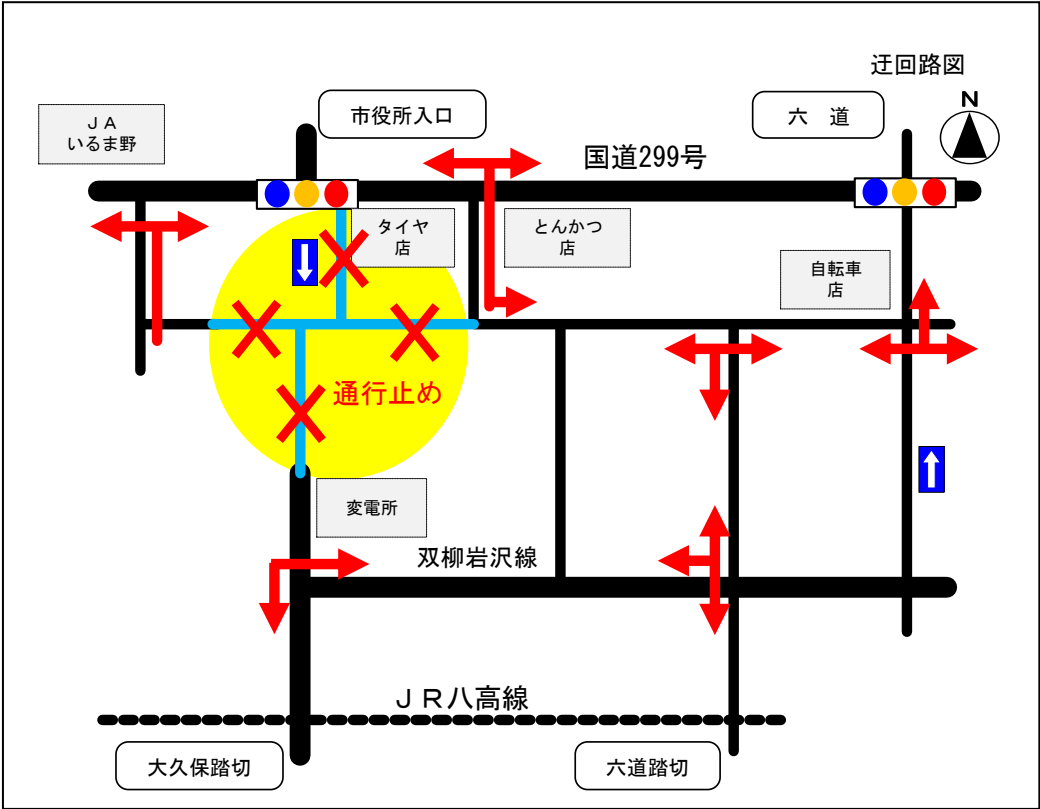 迂回路図
N
市役所入口
六　道
ＪＡ
いるま野
国道299号
タイヤ
店
とんかつ
店
自転車
店
通行止め
変電所
双柳岩沢線
ＪＲ八高線
大久保踏切
六道踏切